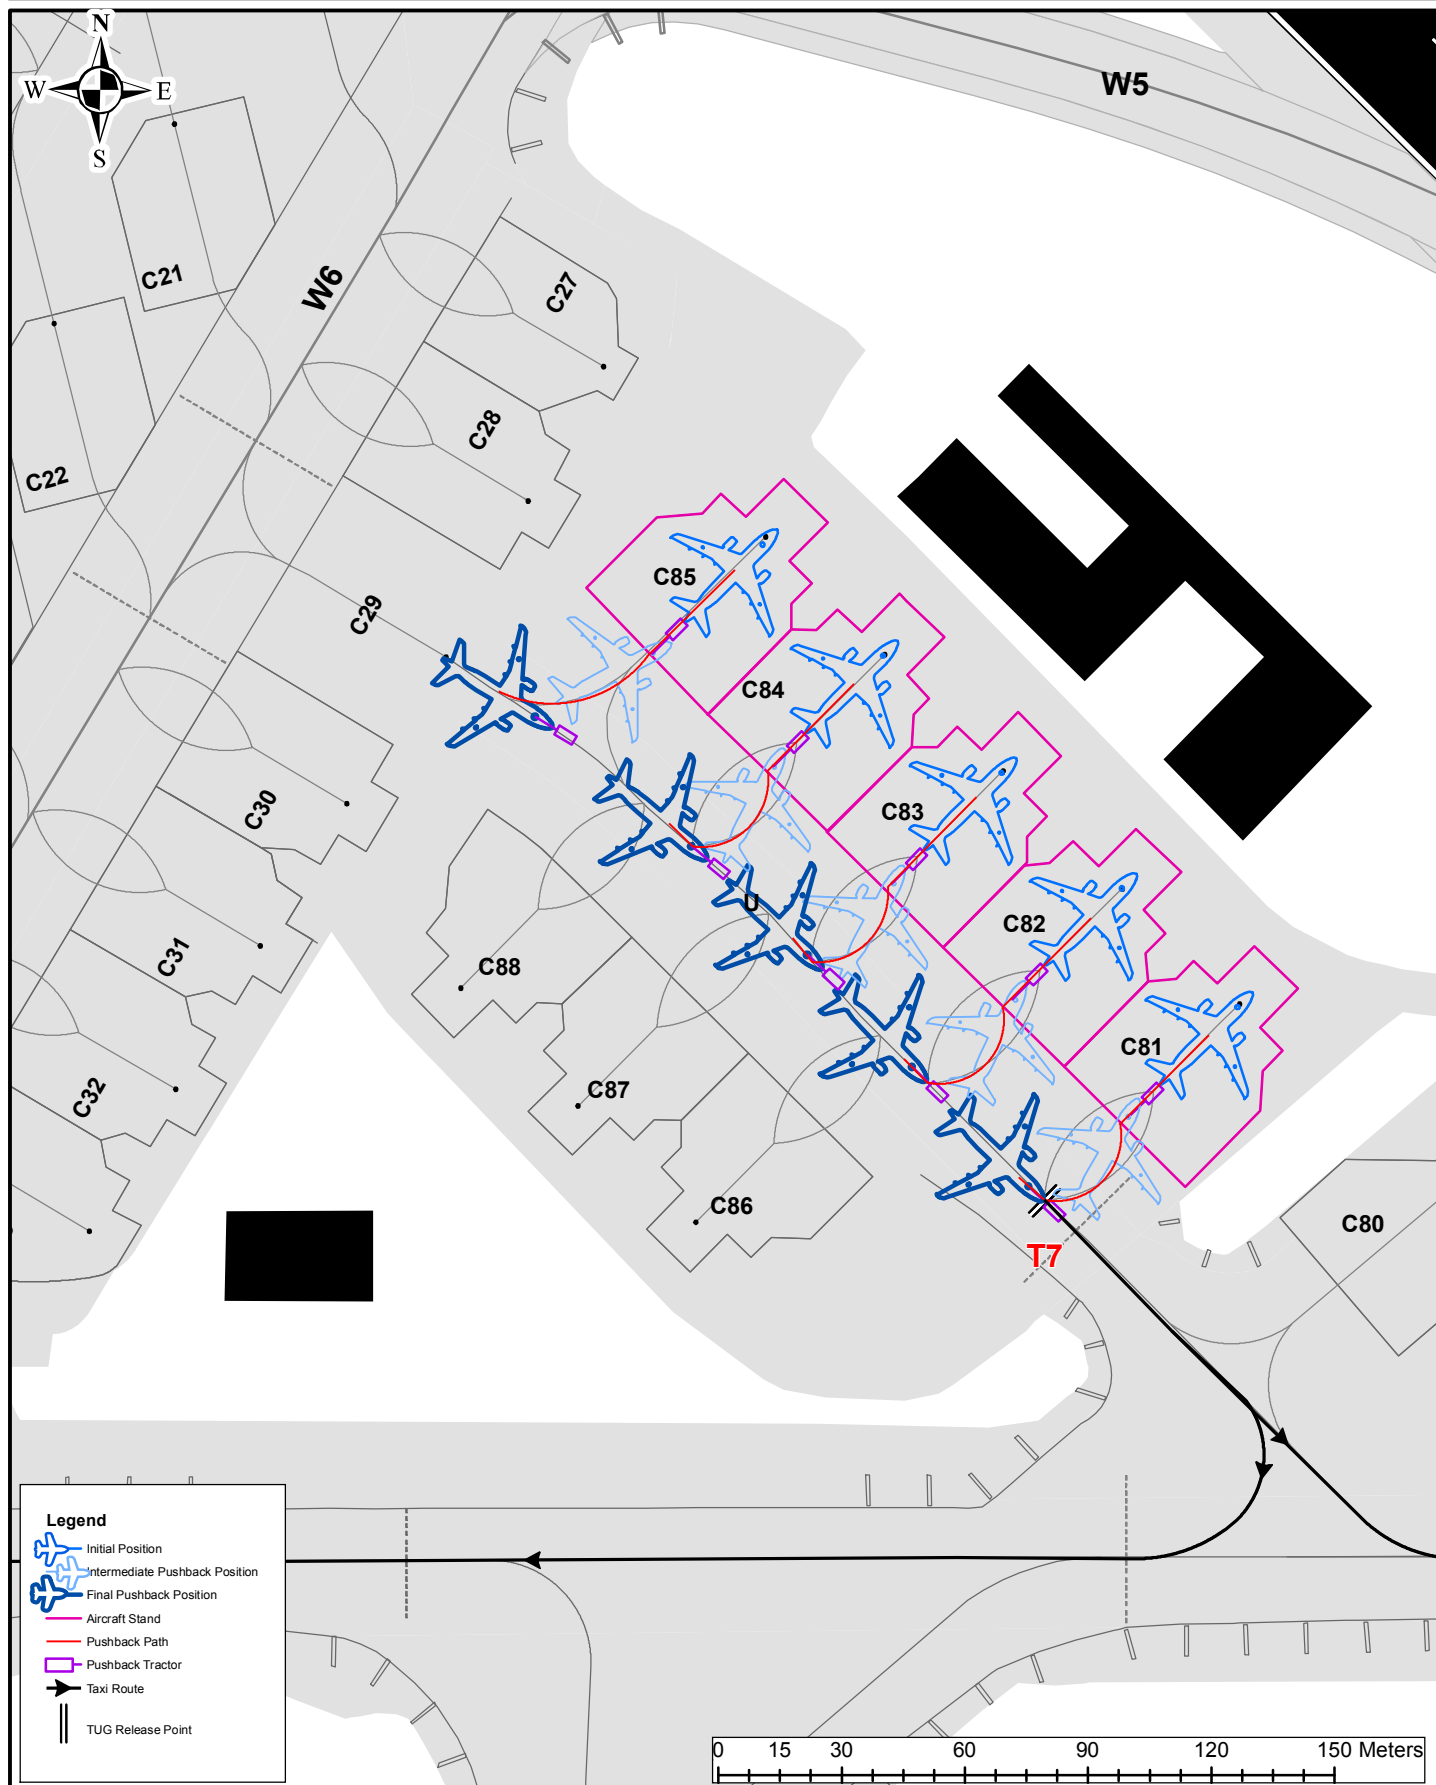 N
W E
S
W5
W6
C21
C22
C27
C28
C29
C30
C31
C32
C85
C84
C83
C82
C81
C80
U
C88
C87
C86
T7
Legend
Initial Position
Intermediate Pushback Position
Final Pushback Position
Aircraft Stand
Pushback Path
Pushback Tractor
Taxi Route
TUG Release Point
0 15 30 60 90 120 150 Meters